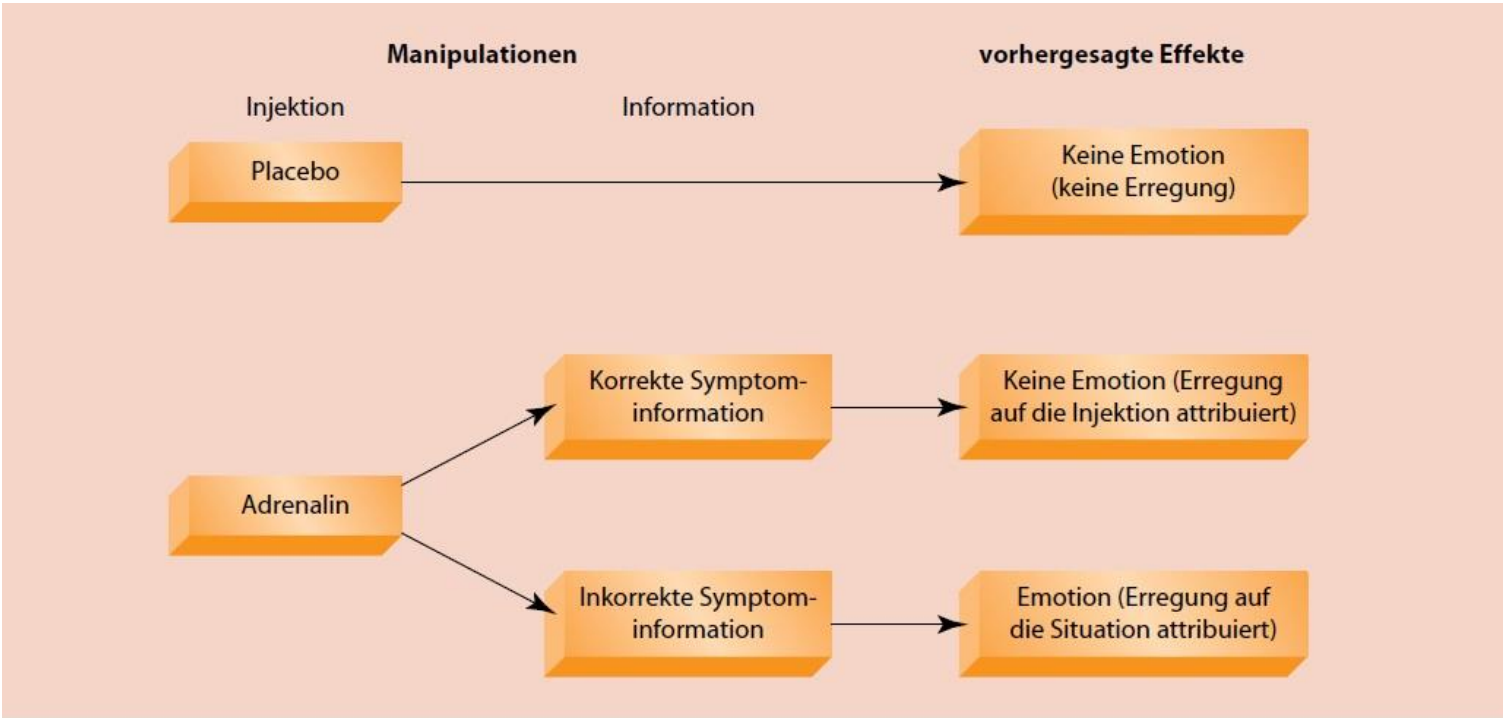 Manipulationen
vorhergesagte Effekte
Injektion
Information
Placebo
Keine Emotion
(keine Erregung)
Korrekte Symptom-
information
Keine Emotion (Erregung
auf die Injektion attribuiert)
Adrenalin
Inkorrekte Symptom-
information
Emotion (Erregung auf
die Situation attribuiert)